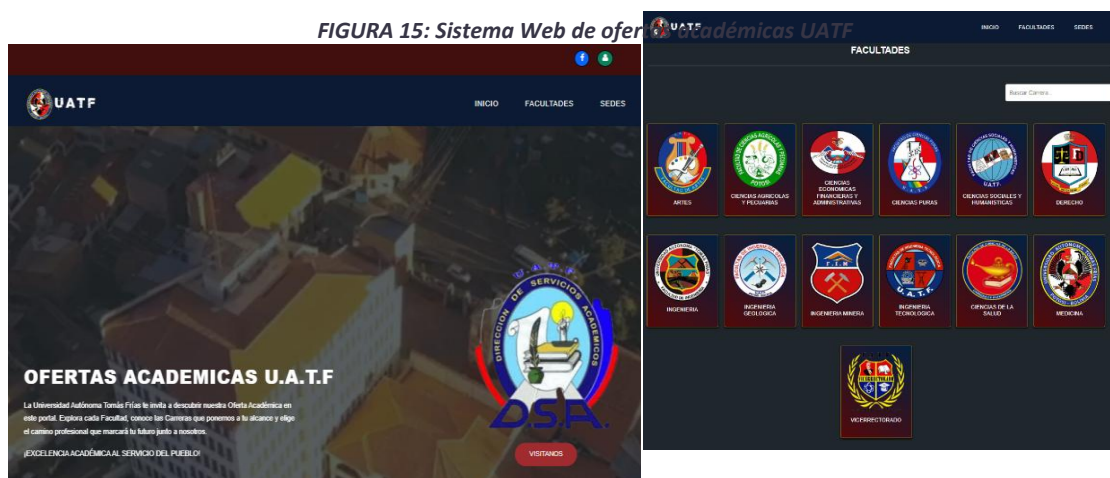 FIGURA 15: Sistema Web de ofertas académicas UATF
UATF
INICIO FACULTADES SEDES
OFERTAS ACADEMICAS U.A.T.F
La Universidad Autónoma Tomás Frías te invita a descubrir nuestra Oferta Académica en
este portal. Explora cada Facultad, conoce las Carreras que ponemos a tu alcance y elige
el camino profesional que marcará tu futuro junto a nosotros.
¡EXCELENCIA ACADÉMICA AL SERVICIO DEL PUEBLO!
U.A.T.F.
DIRECCION DE SERVICIOS ACADEMICOS
D.S.A.
VISITANOS
UATF
INICIO FACULTADES SEDES
FACULTADES
Buscar Carrera...
ARTES
CIENCIAS AGRICOLAS
Y PECUARIAS
CIENCIAS
ECONOMICAS
FINANCIERAS Y
ADMINISTRATIVAS
CIENCIAS PURAS
CIENCIAS SOCIALES Y
HUMANISTICAS
DERECHO
INGENIERIA
INGENIERIA
GEOLOGICA
INGENIERIA MINERA
INGENIERIA
TECNOLOGICA
CIENCIAS DE LA
SALUD
MEDICINA
VICERRECTORADO